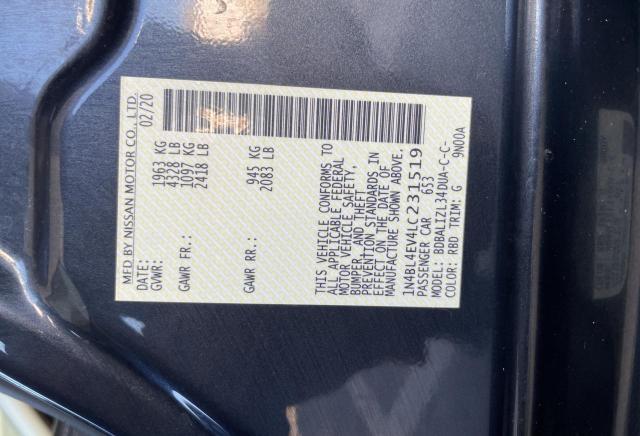 MFD BY NISSAN MOTOR CO., LTD.
DATE: 02/20
GVWR: 1963 KG
4328 LB
GAWR FR.: 1097 KG
2418 LB
GAWR RR.: 945 KG
2083 LB
THIS VEHICLE CONFORMS TO
ALL APPLICABLE FEDERAL
MOTOR VEHICLE SAFETY,
BUMPER, AND THEFT
PREVENTION STANDARDS IN
EFFECT ON THE DATE OF
MANUFACTURE SHOWN ABOVE.
1N4BL4EV4LC231519
PASSENGER CAR 653
MODEL: BDBALIZL34DUA-C-C-
COLOR: RBD TRIM: G 9N00A